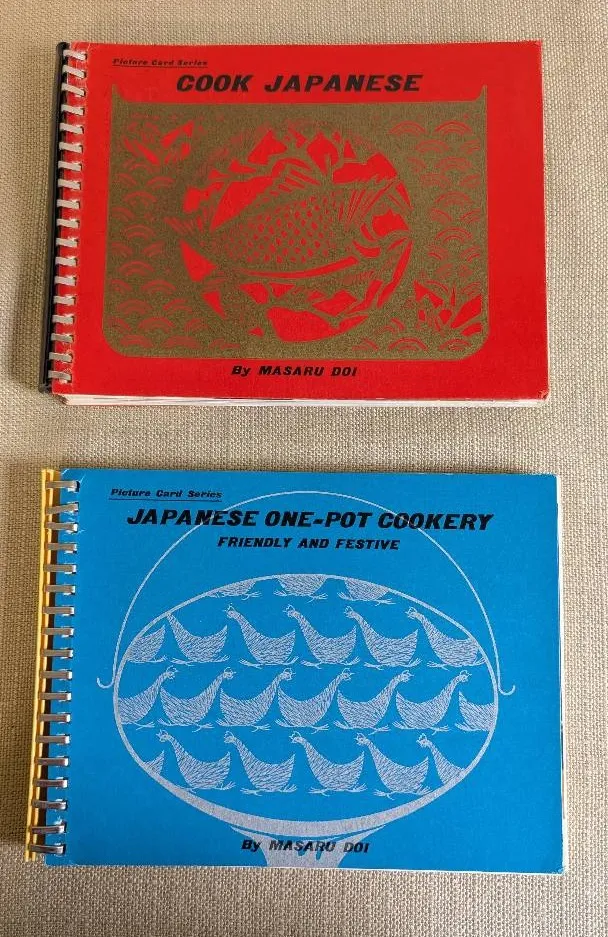 Picture Card Series
COOK JAPANESE
By MASARU DOI
Picture Card Series
JAPANESE ONE-POT COOKERY
FRIENDLY AND FESTIVE
By MASARU DOI